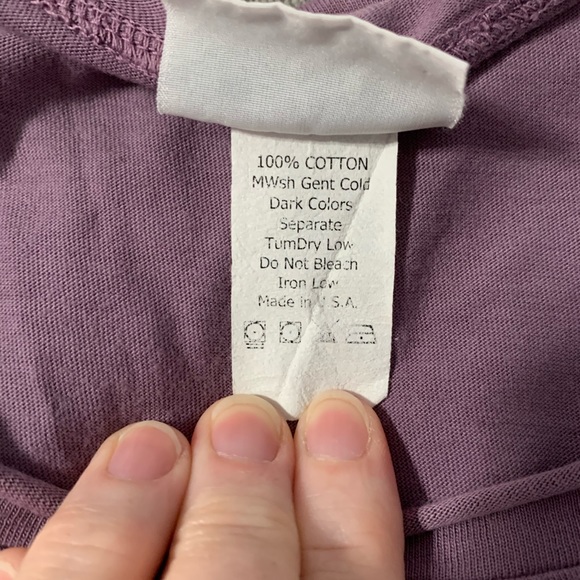 100% COTTON
MWsh Gent Cold
Dark Colors
Separate
TumDry Low
Do Not Bleach
Iron Low
Made in U.S.A.